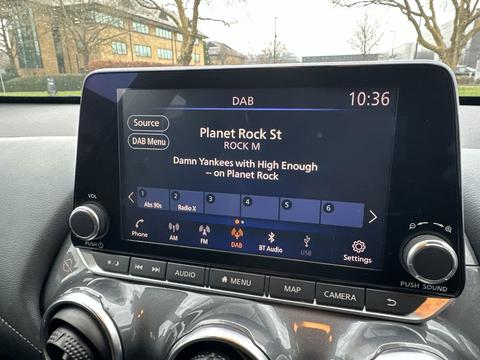 DAB
10:36
Source
DAB Menu
Planet Rock St
ROCK M
Damn Yankees with High Enough
-- on Planet Rock
1 2 3 4 5 6
Abs 90s Radio X
Phone AM FM DAB BT Audio USB Settings
VOL
PUSH
PUSH SOUND
AUDIO MENU MAP CAMERA